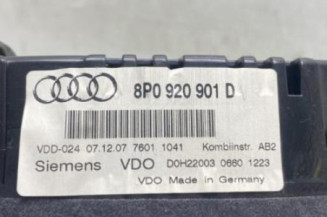 8P0 920 901 D
VDD-024 07.12.07 7601 1041 Kombiinstr. AB2
Siemens VDO D0H22003 0660 1223
VDO Made in Germany